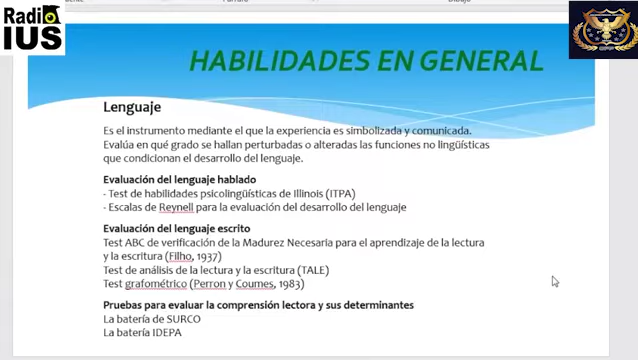 Radio
IUS
HABILIDADES EN GENERAL
Lenguaje
Es el instrumento mediante el que la experiencia es simbolizada y comunicada.
Evalúa en qué grado se hallan perturbadas o alteradas las funciones no lingüísticas
que condicionan el desarrollo del lenguaje.
Evaluación del lenguaje hablado
- Test de habilidades psicolingüísticas de Illinois (ITPA)
- Escalas de Reynell para la evaluación del desarrollo del lenguaje
Evaluación del lenguaje escrito
Test ABC de verificación de la Madurez Necesaria para el aprendizaje de la lectura
y la escritura (Filho, 1937)
Test de análisis de la lectura y la escritura (TALE)
Test grafométrico (Perron y Coumes, 1983)
Pruebas para evaluar la comprensión lectora y sus determinantes
La batería de SURCO
La batería IDEPA